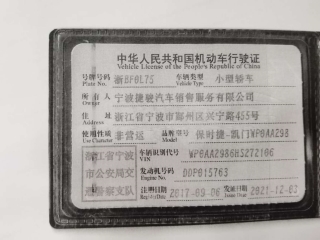 中华人民共和国机动车行驶证
Vehicle License of the People's Republic of China
号牌号码 浙BF0L75 车辆类型 小型轿车
Plate No. Vehicle Type
所有人 宁波捷骏汽车销售服务有限公司
Owner
住址 浙江省宁波市鄞州区兴宁路455号
Address
使用性质 非营运 品牌型号 保时捷-凯门WP0AA298
Use Character Model
浙江省宁波 车辆识别代号 WP0AA2986HS272106
VIN
市公安局交 发动机号码 DDP015763
Engine No.
通警察支队 注册日期 2017-09-06 发证日期 2021-12-03
Register Date Issue Date